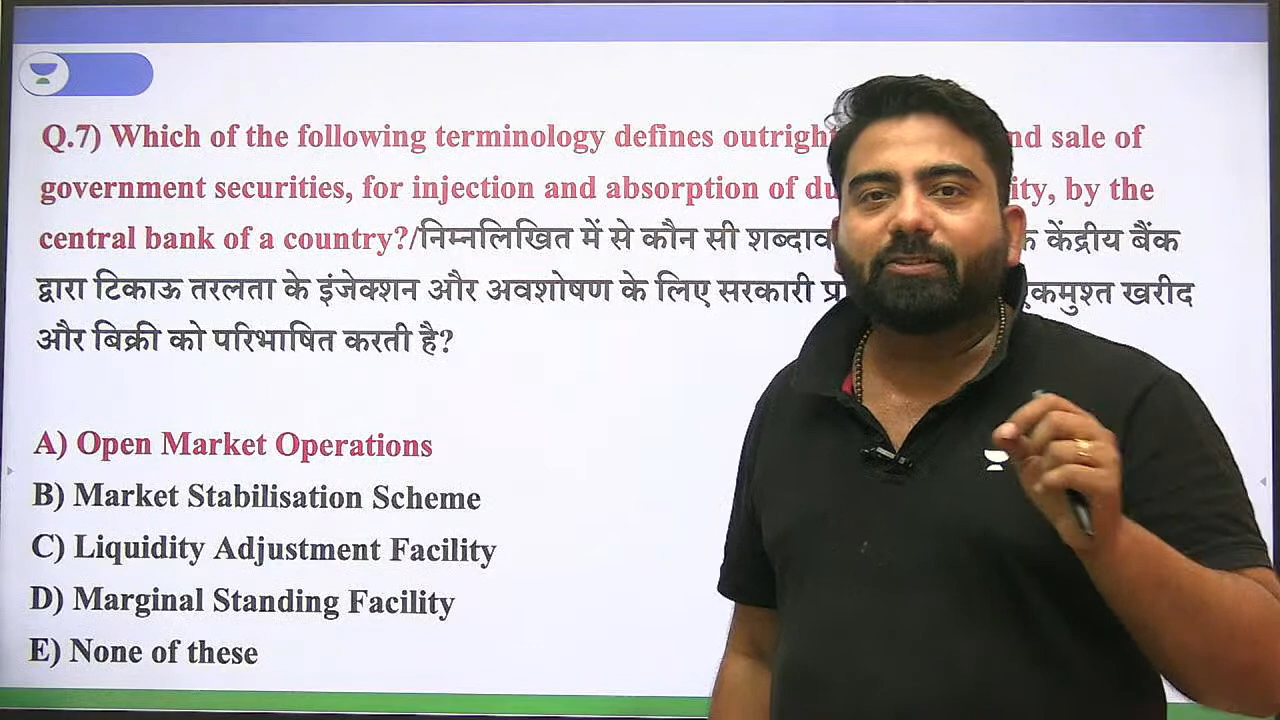 Q.7) Which of the following terminology defines outright nd sale of
government securities, for injection and absorption of du ity, by the
central bank of a country?/निम्नलिखित में से कौन सी शब्दाव केंद्रीय बैंक
द्वारा टिकाऊ तरलता के इंजेक्शन और अवशोषण के लिए सरकारी प्र एकमुश्त खरीद
और बिक्री को परिभाषित करती है?
A) Open Market Operations
B) Market Stabilisation Scheme
C) Liquidity Adjustment Facility
D) Marginal Standing Facility
E) None of these